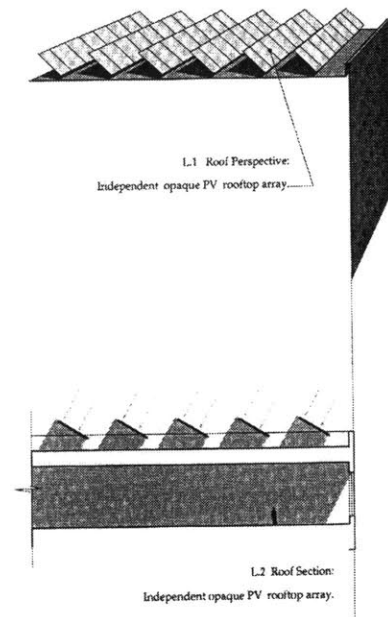 L.1 Roof Perspective:
Independent opaque PV rooftop array
L.2 Roof Section:
Independent opaque PV rooftop array.